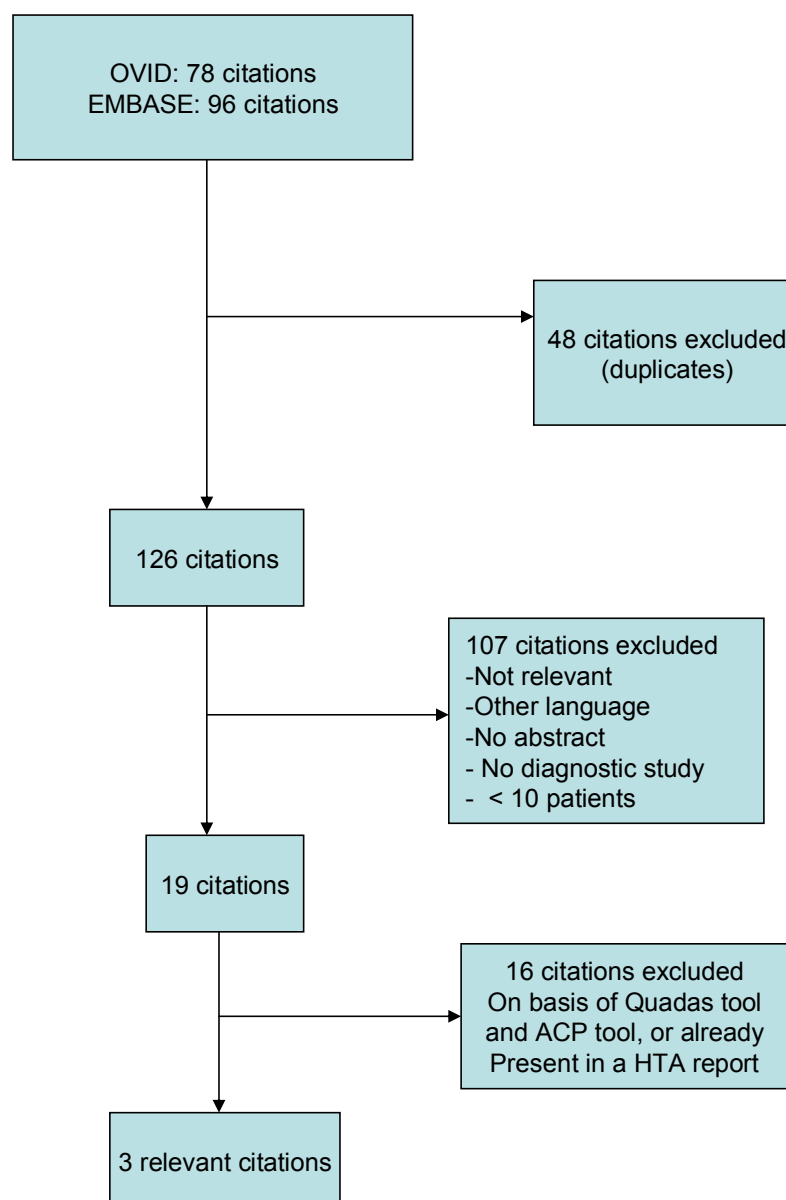 OVID: 78 citations
EMBASE: 96 citations
48 citations excluded
(duplicates)
126 citations
107 citations excluded
-Not relevant
-Other language
-No abstract
- No diagnostic study
- < 10 patients
19 citations
16 citations excluded
On basis of Quadas tool
and ACP tool, or already
Present in a HTA report
3 relevant citations